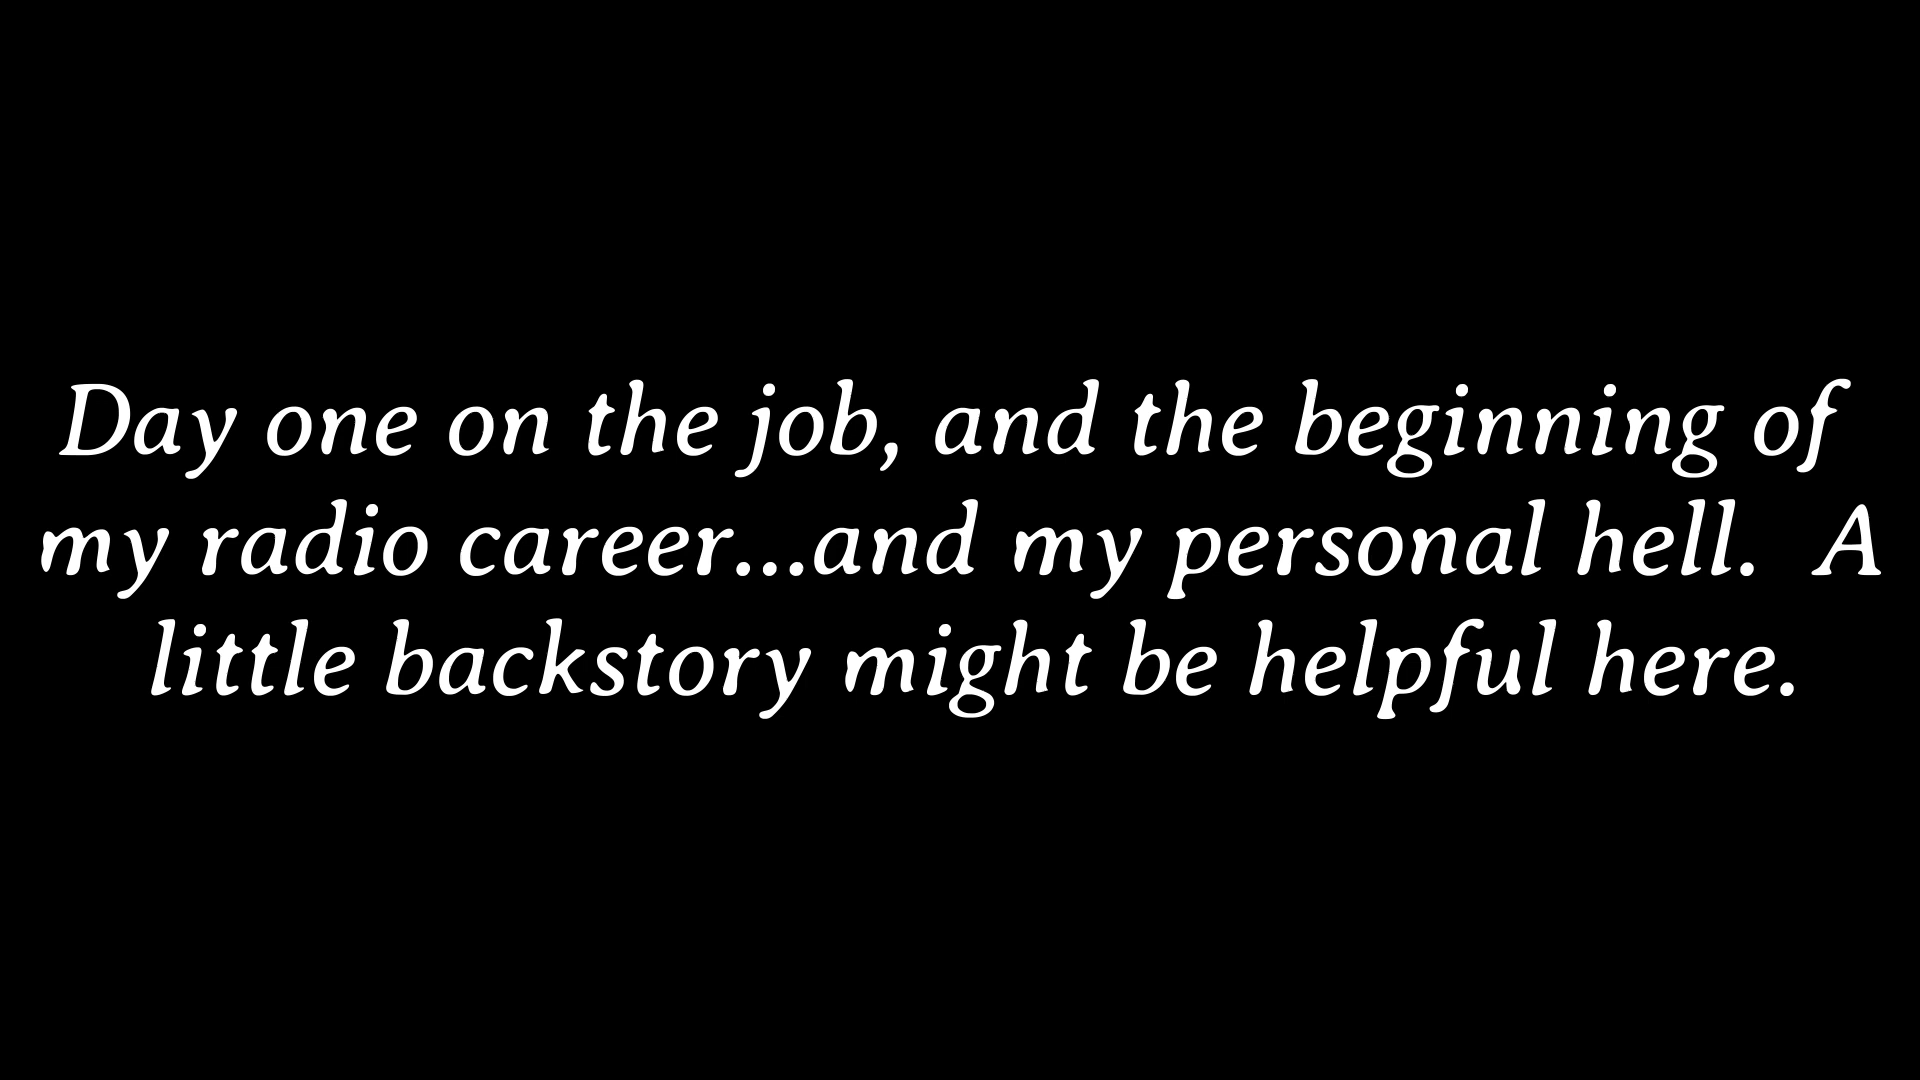 Day one on the job, and the beginning of
my radio career...and my personal hell.  A
little backstory might be helpful here.